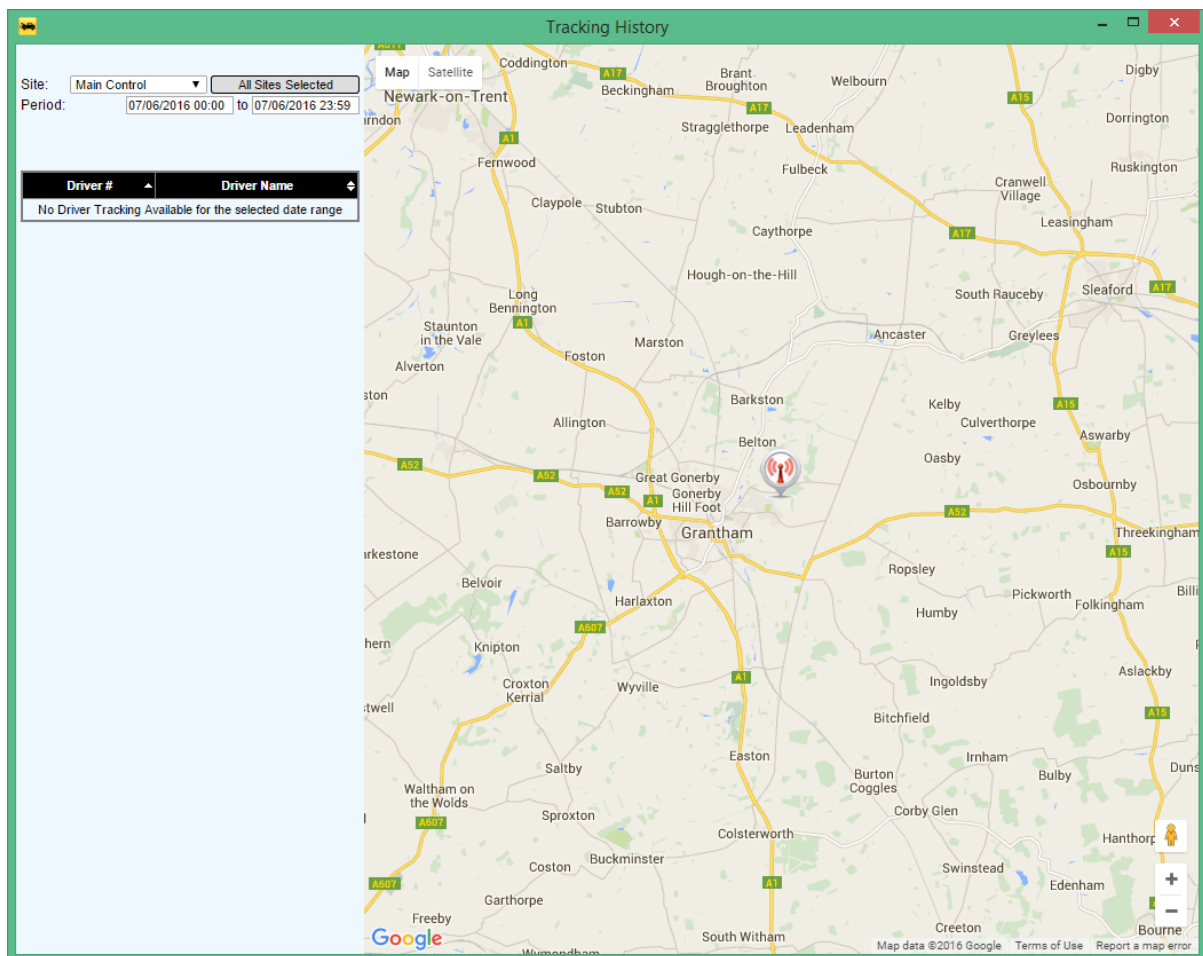 Tracking History
Site: Main Control All Sites Selected
Period: 07/06/2016 00:00 to 07/06/2016 23:59
Driver # Driver Name
No Driver Tracking Available for the selected date range
Map Satellite
Coddington
A17
Beckingham
Brant
Broughton
Welbourn
Digby
A15
Newark-on-Trent
A17
Dorrington
Stragglethorpe
Leadenham
A1
Fernwood
Fulbeck
Ruskington
Cranwell
Village
Claypole
Stubton
Leasingham
Caythorpe
A17
Hough-on-the-Hill
Long
Bennington
South Rauceby
Sleaford
A17
A1
Staunton
in the Vale
Marston
Ancaster
Greylees
Foston
Alverton
Barkston
Kelby
A15
Allington
Culverthorpe
Belton
Aswarby
Oasby
A52
A52
Great Gonerby
Osbournby
A52
A1
Gonerby
Hill Foot
A52
Barrowby
Grantham
Threekingham
A15
Ropsley
Belvoir
Pickworth
Folkingham
Harlaxton
Humby
A607
Knipton
Aslackby
A1
Croxton
Kerrial
Wyville
Ingoldsby
A15
Bitchfield
Easton
Irnham
Saltby
Burton
Coggles
Bulby
Waltham on
the Wolds
Corby Glen
Sproxton
A607
Colsterworth
Buckminster
Coston
Swinstead
A607
A1
Edenham
Garthorpe
Freeby
Creeton
Bourne
South Witham
Google
Map data ©2016 Google Terms of Use Report a map error